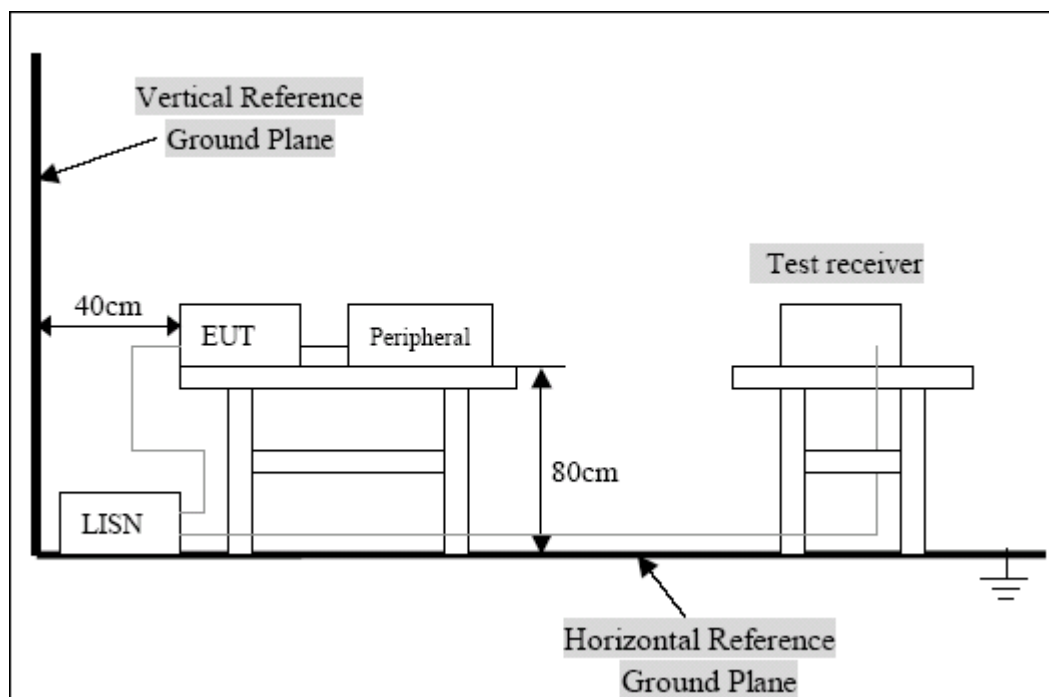 Vertical Reference
Ground Plane
Test receiver
40cm
EUT
Peripheral
80cm
LISN
Horizontal Reference
Ground Plane